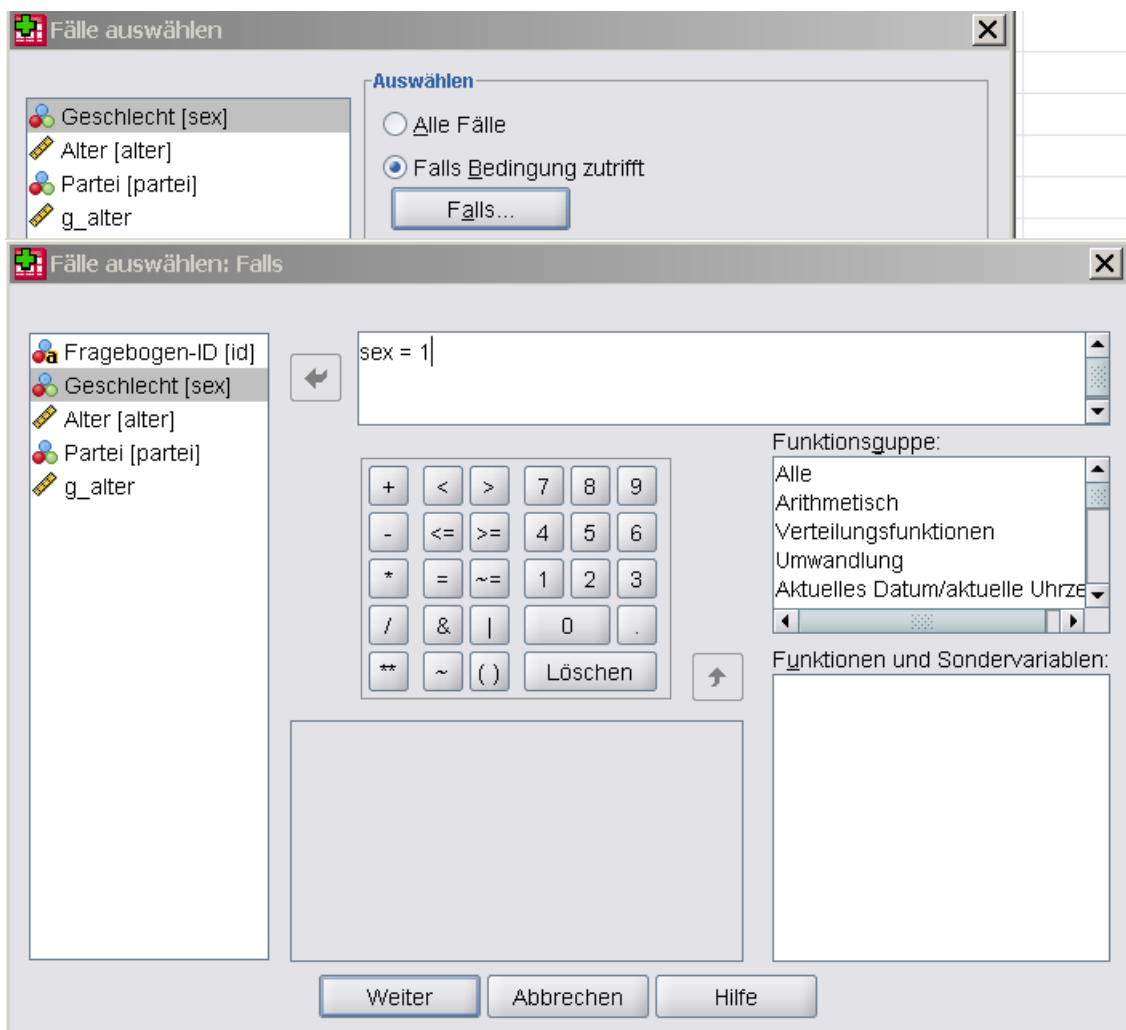 Fälle auswählen
Auswählen
Geschlecht [sex]
Alter [alter]
Partei [partei]
g_alter
Alle Fälle
Falls Bedingung zutrifft
Falls...
Fälle auswählen: Falls
Fragebogen-ID [id]
Geschlecht [sex]
Alter [alter]
Partei [partei]
g_alter
sex = 1
+ < > 7 8 9
- <= >= 4 5 6
* = ~= 1 2 3
/ & | 0 .
** ~ ( ) Löschen
Funktionsguppe:
Alle
Arithmetisch
Verteilungsfunktionen
Umwandlung
Aktuelles Datum/aktuelle Uhrze
Funktionen und Sondervariablen:
Weiter
Abbrechen
Hilfe